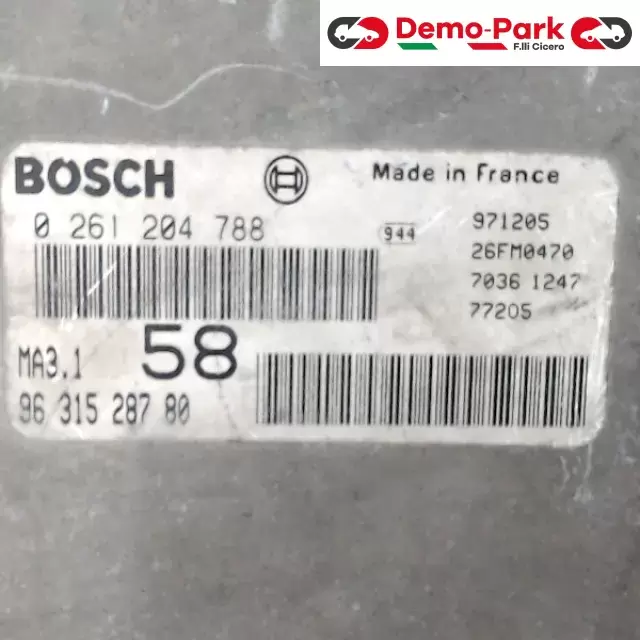 Demo-Park
F.lli Cicero
BOSCH
Made in France
0 261 204 788
944
971205
26FM0470
7036 1247
77205
MA3.1
58
96 315 287 80